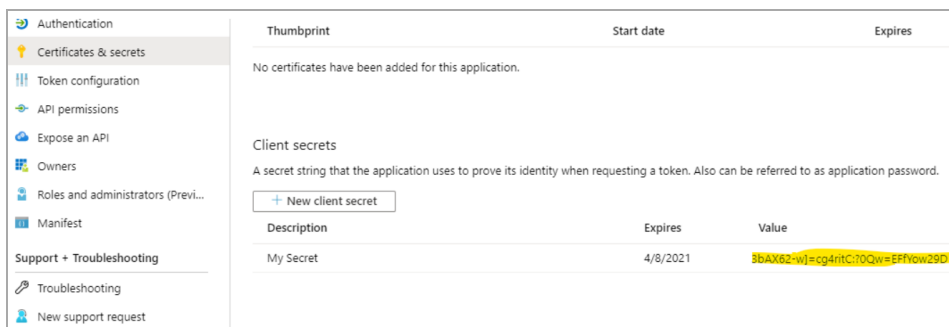 Authentication
Certificates & secrets
Token configuration
API permissions
Expose an API
Owners
Roles and administrators (Previ...
Manifest
Support + Troubleshooting
Troubleshooting
New support request
Thumbprint Start date Expires
No certificates have been added for this application.
Client secrets
A secret string that the application uses to prove its identity when requesting a token. Also can be referred to as application password.
+ New client secret
Description Expires Value
My Secret 4/8/2021 3bAX62-w]=cg4ritC:?0Qw=EFfYow29D